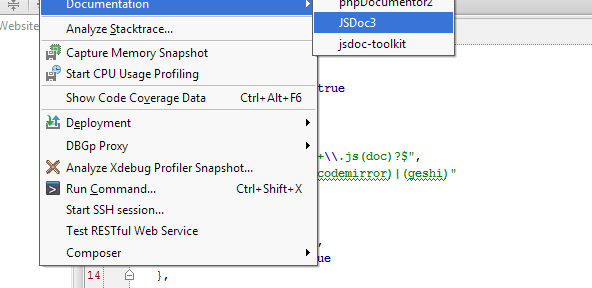 Documentation
phpDocumentor2
JSDoc3
jsdoc-toolkit
Website
Analyze Stacktrace...
Capture Memory Snapshot
Start CPU Usage Profiling
Show Code Coverage Data Ctrl+Alt+F6
Deployment
DBGp Proxy
Analyze Xdebug Profiler Snapshot...
Run Command... Ctrl+Shift+X
Start SSH session...
Test RESTful Web Service
Composer
true
+\\.js(doc)?$",
codemirror)|(geshi)"
,
ue
14 },